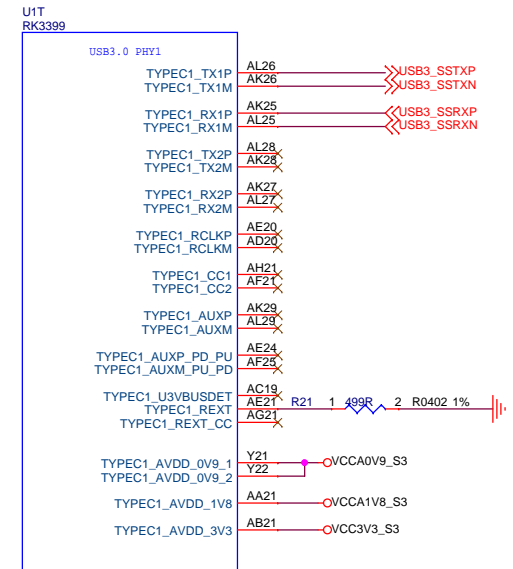 U1T
RK3399
USB3.0 PHY1
TYPEC1_TX1P AL26 USB3_SSTXP
TYPEC1_TX1M AK26 USB3_SSTXN
TYPEC1_RX1P AK25 USB3_SSRXP
TYPEC1_RX1M AL25 USB3_SSRXN
TYPEC1_TX2P AL28
TYPEC1_TX2M AK28
TYPEC1_RX2P AK27
TYPEC1_RX2M AL27
TYPEC1_RCLKP AE20
TYPEC1_RCLKM AD20
TYPEC1_CC1 AH21
TYPEC1_CC2 AF21
TYPEC1_AUXP AK29
TYPEC1_AUXM AL29
TYPEC1_AUXP_PD_PU AE24
TYPEC1_AUXM_PU_PD AF25
TYPEC1_U3VBUSDET AC19
TYPEC1_REXT AE21 R21 1 499R 2 R0402 1%
TYPEC1_REXT_CC AG21
TYPEC1_AVDD_0V9_1 Y21 VCCA0V9_S3
TYPEC1_AVDD_0V9_2 Y22
TYPEC1_AVDD_1V8 AA21 VCCA1V8_S3
TYPEC1_AVDD_3V3 AB21 VCC3V3_S3